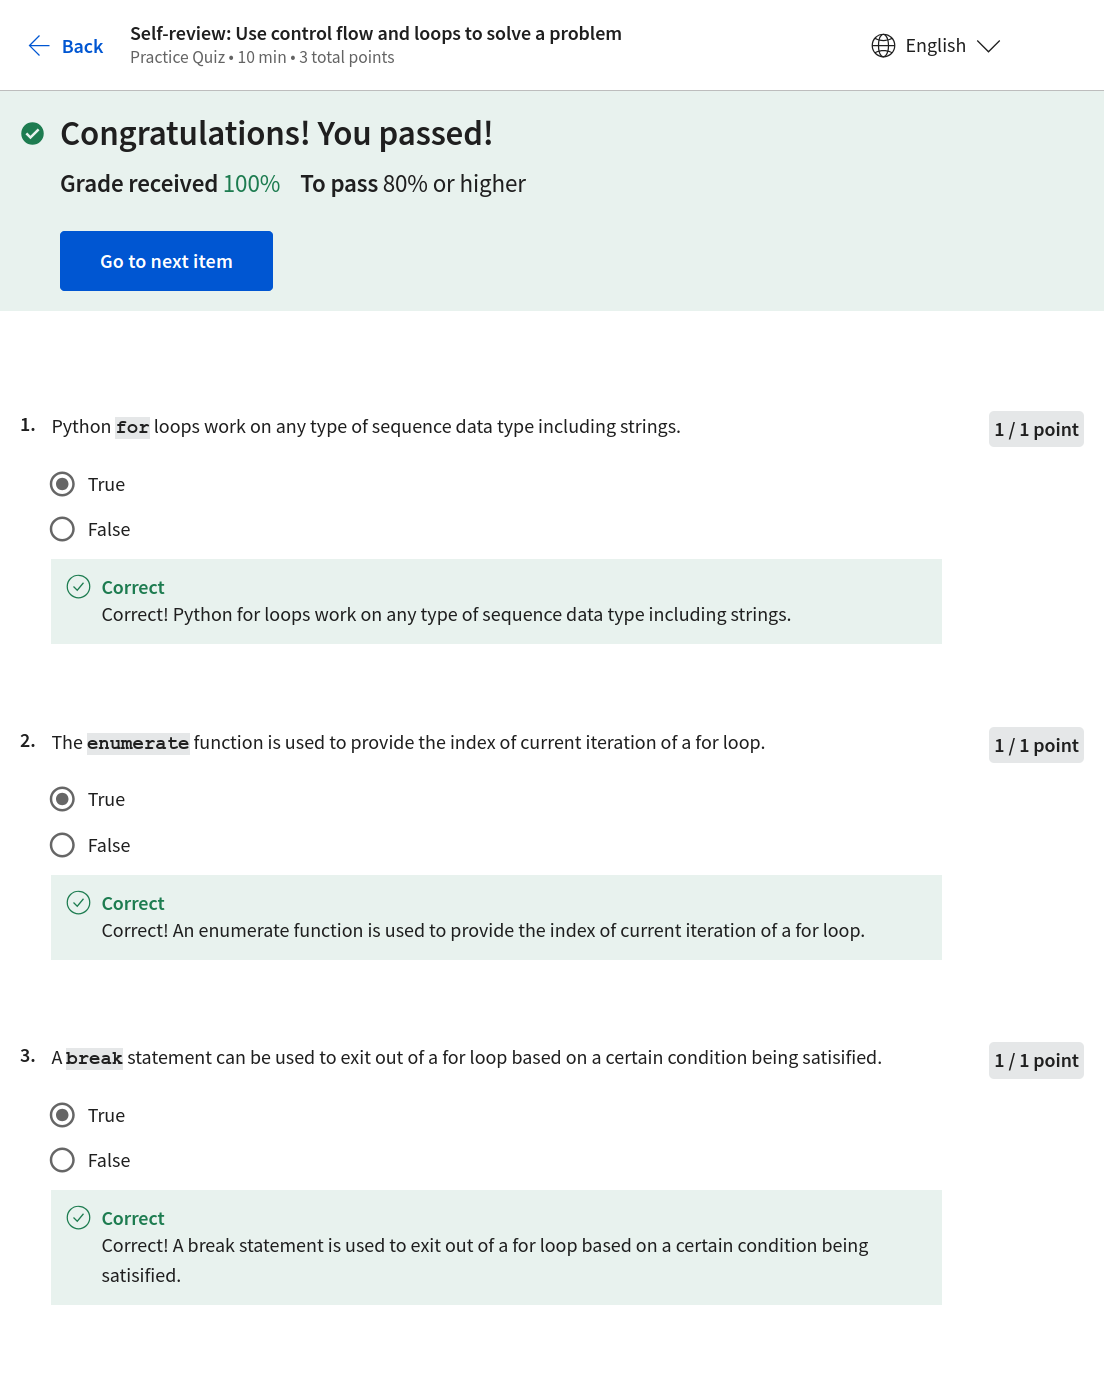 Back
Self-review: Use control flow and loops to solve a problem
Practice Quiz • 10 min • 3 total points
English
Congratulations! You passed!
Grade received 100% To pass 80% or higher
Go to next item
1. Python for loops work on any type of sequence data type including strings.
1 / 1 point
True
False
Correct
Correct! Python for loops work on any type of sequence data type including strings.
2. The enumerate function is used to provide the index of current iteration of a for loop.
1 / 1 point
True
False
Correct
Correct! An enumerate function is used to provide the index of current iteration of a for loop.
3. A break statement can be used to exit out of a for loop based on a certain condition being satisified.
1 / 1 point
True
False
Correct
Correct! A break statement is used to exit out of a for loop based on a certain condition being
satisified.